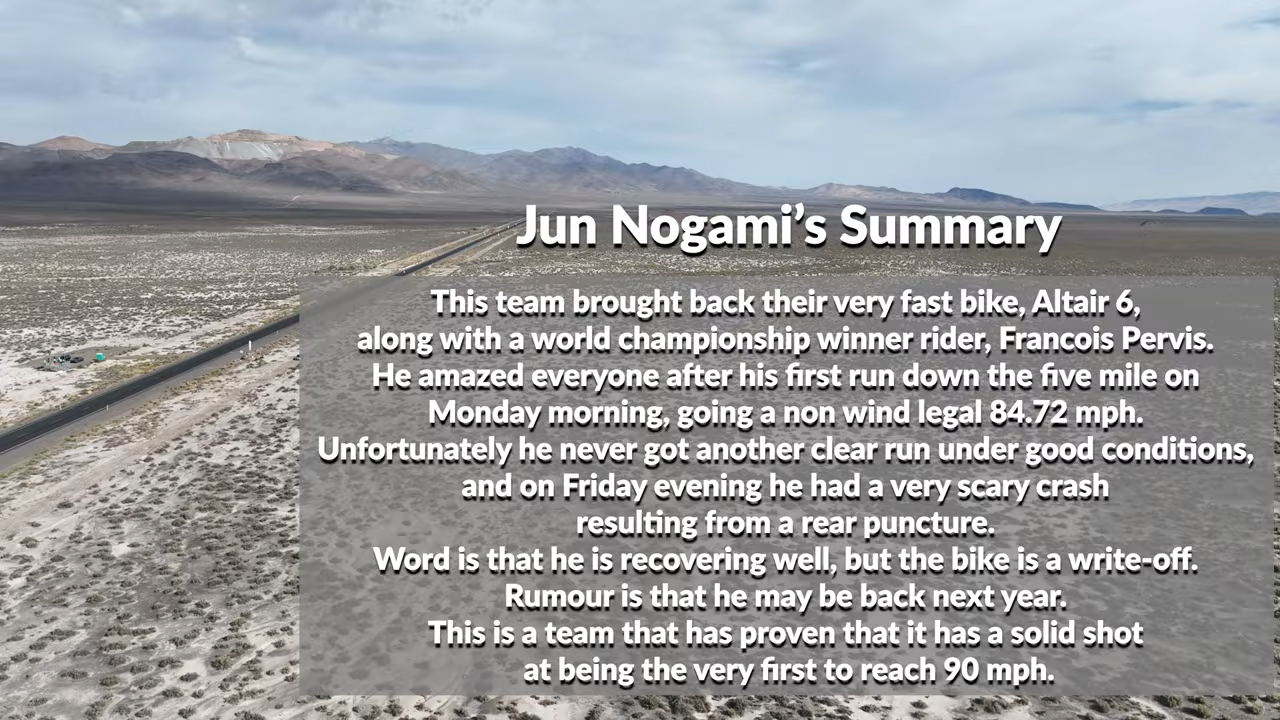 Jun Nogami’s Summary
This team brought back their very fast bike, Altair 6,
along with a world championship winner rider, Francois Pervis.
He amazed everyone after his first run down the five mile on
Monday morning, going a non wind legal 84.72 mph.
Unfortunately he never got another clear run under good conditions,
and on Friday evening he had a very scary crash
resulting from a rear puncture.
Word is that he is recovering well, but the bike is a write-off.
Rumour is that he may be back next year.
This is a team that has proven that it has a solid shot
at being the very first to reach 90 mph.